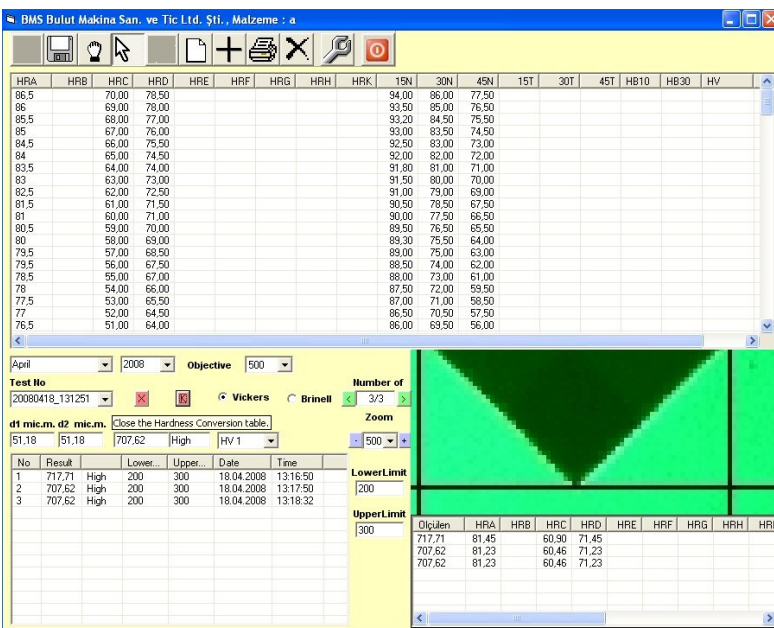 BMS Bulut Makina San. ve Tic Ltd. Şti. , Malzeme : a
HRA HRB HRC HRD HRE HRF HRG HRH HRK 15N 30N 45N 15T 30T 45T HB10 HB30 HV
86,5 70,00 78,50 94,00 86,00 77,50
86 69,00 78,00 93,50 85,00 76,50
85,5 68,00 77,00 93,20 84,50 75,50
85 67,00 76,00 93,00 83,50 74,50
84,5 66,00 75,50 92,50 83,00 73,00
84 65,00 74,50 92,00 82,00 72,00
83,5 64,00 74,00 91,80 81,00 71,00
83 63,00 73,00 91,50 80,00 70,00
82,5 62,00 72,50 91,00 79,00 69,00
81,5 61,00 71,50 90,50 78,50 67,50
81 60,00 71,00 90,00 77,50 66,50
80,5 59,00 70,00 89,50 76,50 65,50
80 58,00 69,00 89,30 75,50 64,00
79,5 57,00 68,50 89,00 75,00 63,00
79,5 56,00 67,50 88,50 74,00 62,00
78,5 55,00 67,00 88,00 73,00 61,00
78 54,00 66,00 87,50 72,00 59,50
77,5 53,00 65,50 87,00 71,00 58,50
77 52,00 64,50 86,50 70,50 57,50
76,5 51,00 64,00 86,00 69,50 56,00
April 2008 Objective 500
Test No Number of
20080418_131251 X Vickers Brinell < 3/3 >
d1 mic.m. d2 mic.m. Close the Hardness Conversion table. Zoom
51,18 51,18 707,62 High HV 1 - 500 +
No Result Lower... Upper... Date Time
1 717,71 High 200 300 18.04.2008 13:16:50
2 707,62 High 200 300 18.04.2008 13:17:50
3 707,62 High 200 300 18.04.2008 13:18:32
LowerLimit
200
UpperLimit
300
Olçülen HRA HRB HRC HRD HRE HRF HRG HRH
717,71 81,45 60,90 71,45
707,62 81,23 60,46 71,23
707,62 81,23 60,46 71,23